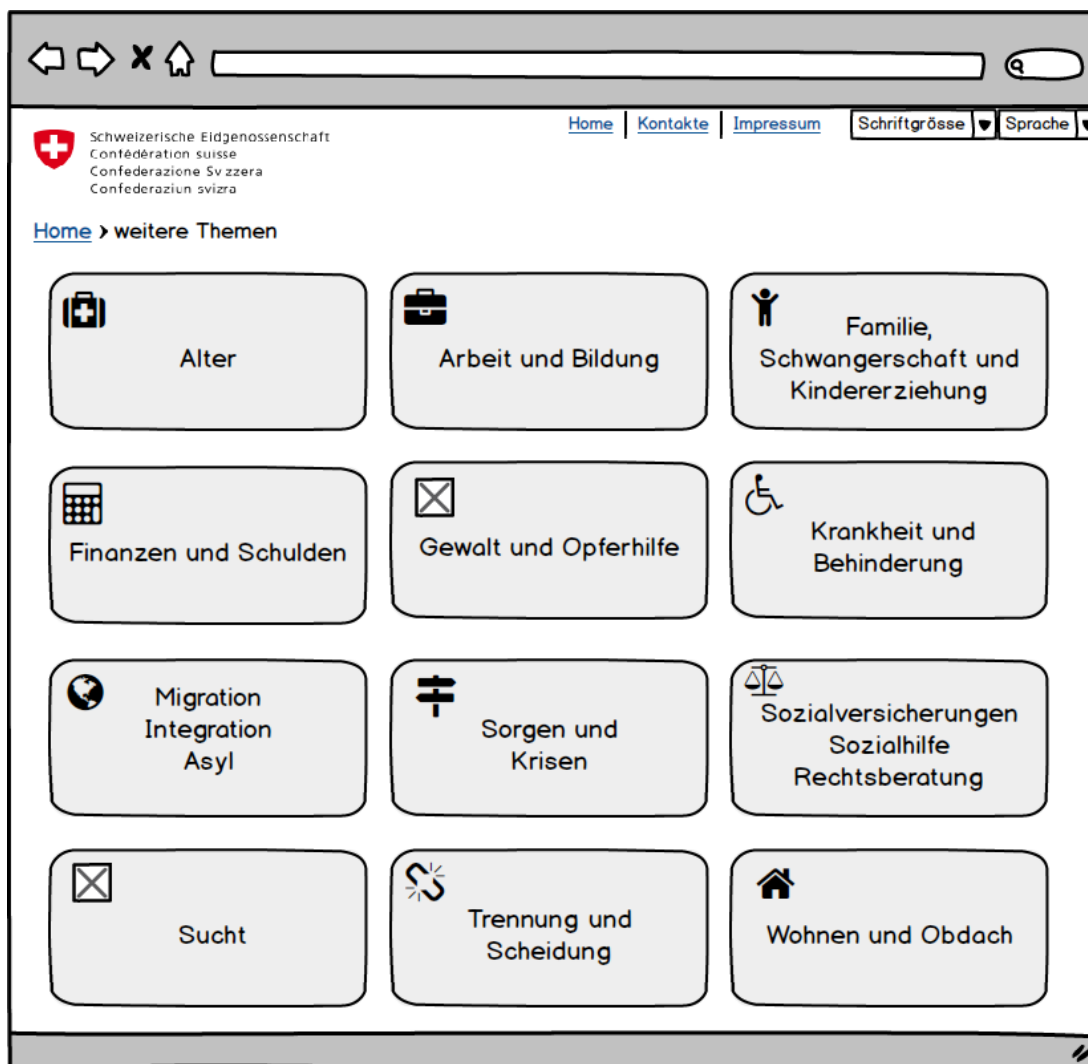 Schweizerische Eidgenossenschaft
Confédération suisse
Confederazione Svizzera
Confederaziun svizra
Home Kontakte Impressum Schriftgrösse Sprache
Home › weitere Themen
Alter
Arbeit und Bildung
Familie,
Schwangerschaft und
Kindererziehung
Finanzen und Schulden
Gewalt und Opferhilfe
Krankheit und
Behinderung
Migration
Integration
Asyl
Sorgen und
Krisen
Sozialversicherungen
Sozialhilfe
Rechtsberatung
Sucht
Trennung und
Scheidung
Wohnen und Obdach